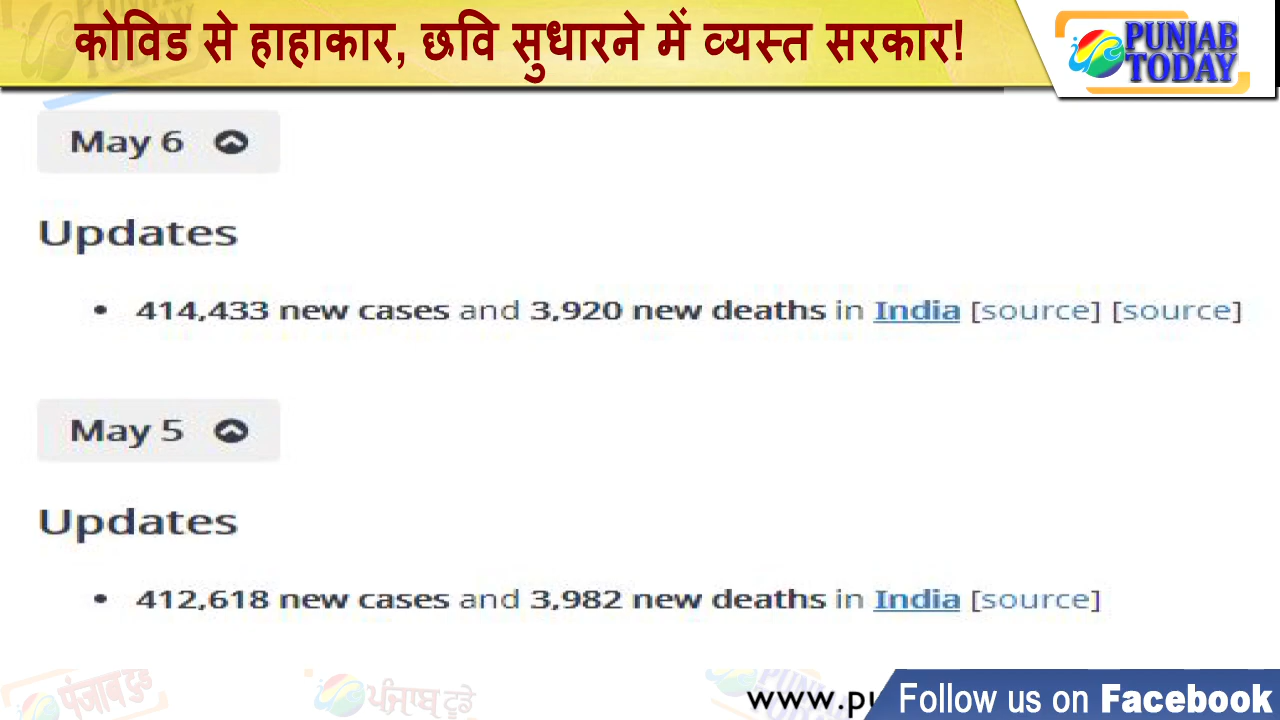 कोविड से हाहाकार, छवि सुधारने में व्यस्त सरकार!
PUNJAB
TODAY
May 6
Updates
414,433 new cases and 3,920 new deaths in India [source] [source]
May 5
Updates
412,618 new cases and 3,982 new deaths in India [source]
पंजाब टुडे
ਪੰਜਾਬ ਟੂਡੇ
www.pu
Follow us on Facebook